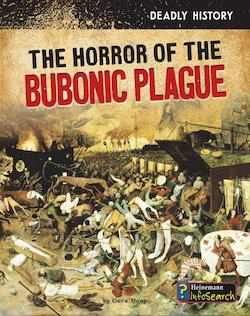 DEADLY HISTORY
THE HORROR OF THE
BUBONIC PLAGUE
by Claire Throp
Heinemann
InfoSearch